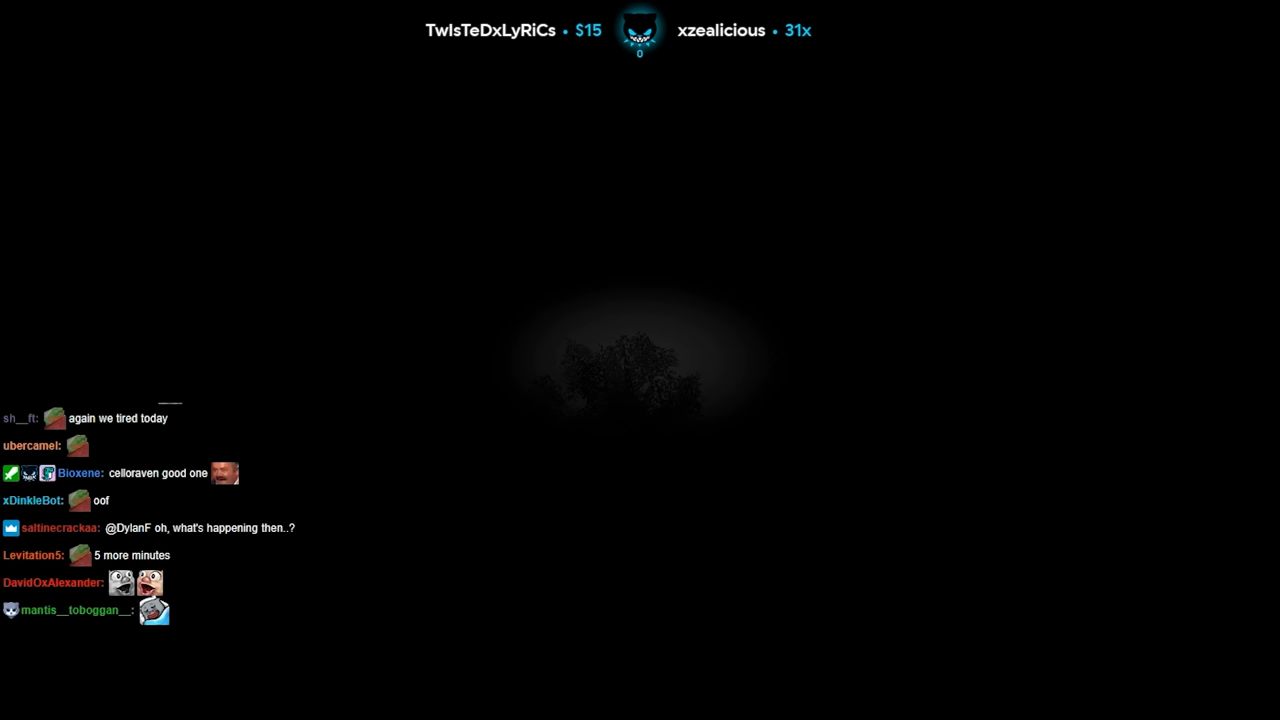 TwIsTeDxLyRiCs • $15
0
xzealicious • 31x
sh__ft: again we tired today
ubercamel:
Bioxene: celloraven good one
xDinkleBot: oof
saltinecrackaa: @DylanF oh, what's happening then..?
Levitation5: 5 more minutes
DavidOxAlexander:
mantis__toboggan__: